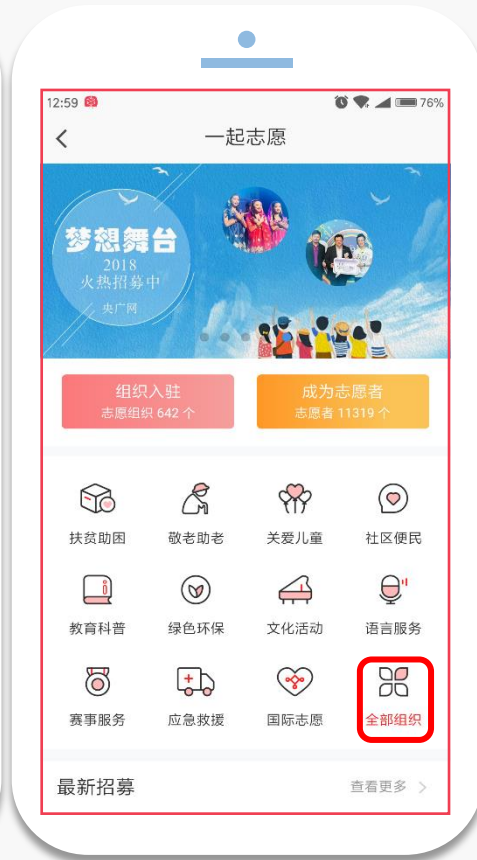 12:59
76%
一起志愿
梦想舞台
2018
火热招募中
央广网
组织入驻
志愿组织 642 个
成为志愿者
志愿者 11319 个
扶贫助困
敬老助老
关爱儿童
社区便民
教育科普
绿色环保
文化活动
语言服务
赛事服务
应急救援
国际志愿
全部组织
最新招募
查看更多 >